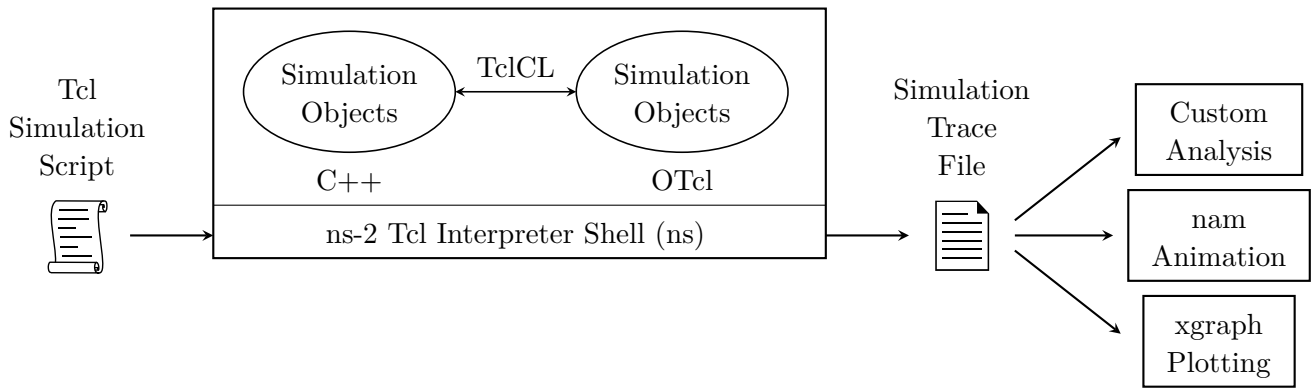 Tcl
Simulation
Script
Simulation
Objects
C++
TclCL
Simulation
Objects
OTcl
ns-2 Tcl Interpreter Shell (ns)
Simulation
Trace
File
Custom
Analysis
nam
Animation
xgraph
Plotting